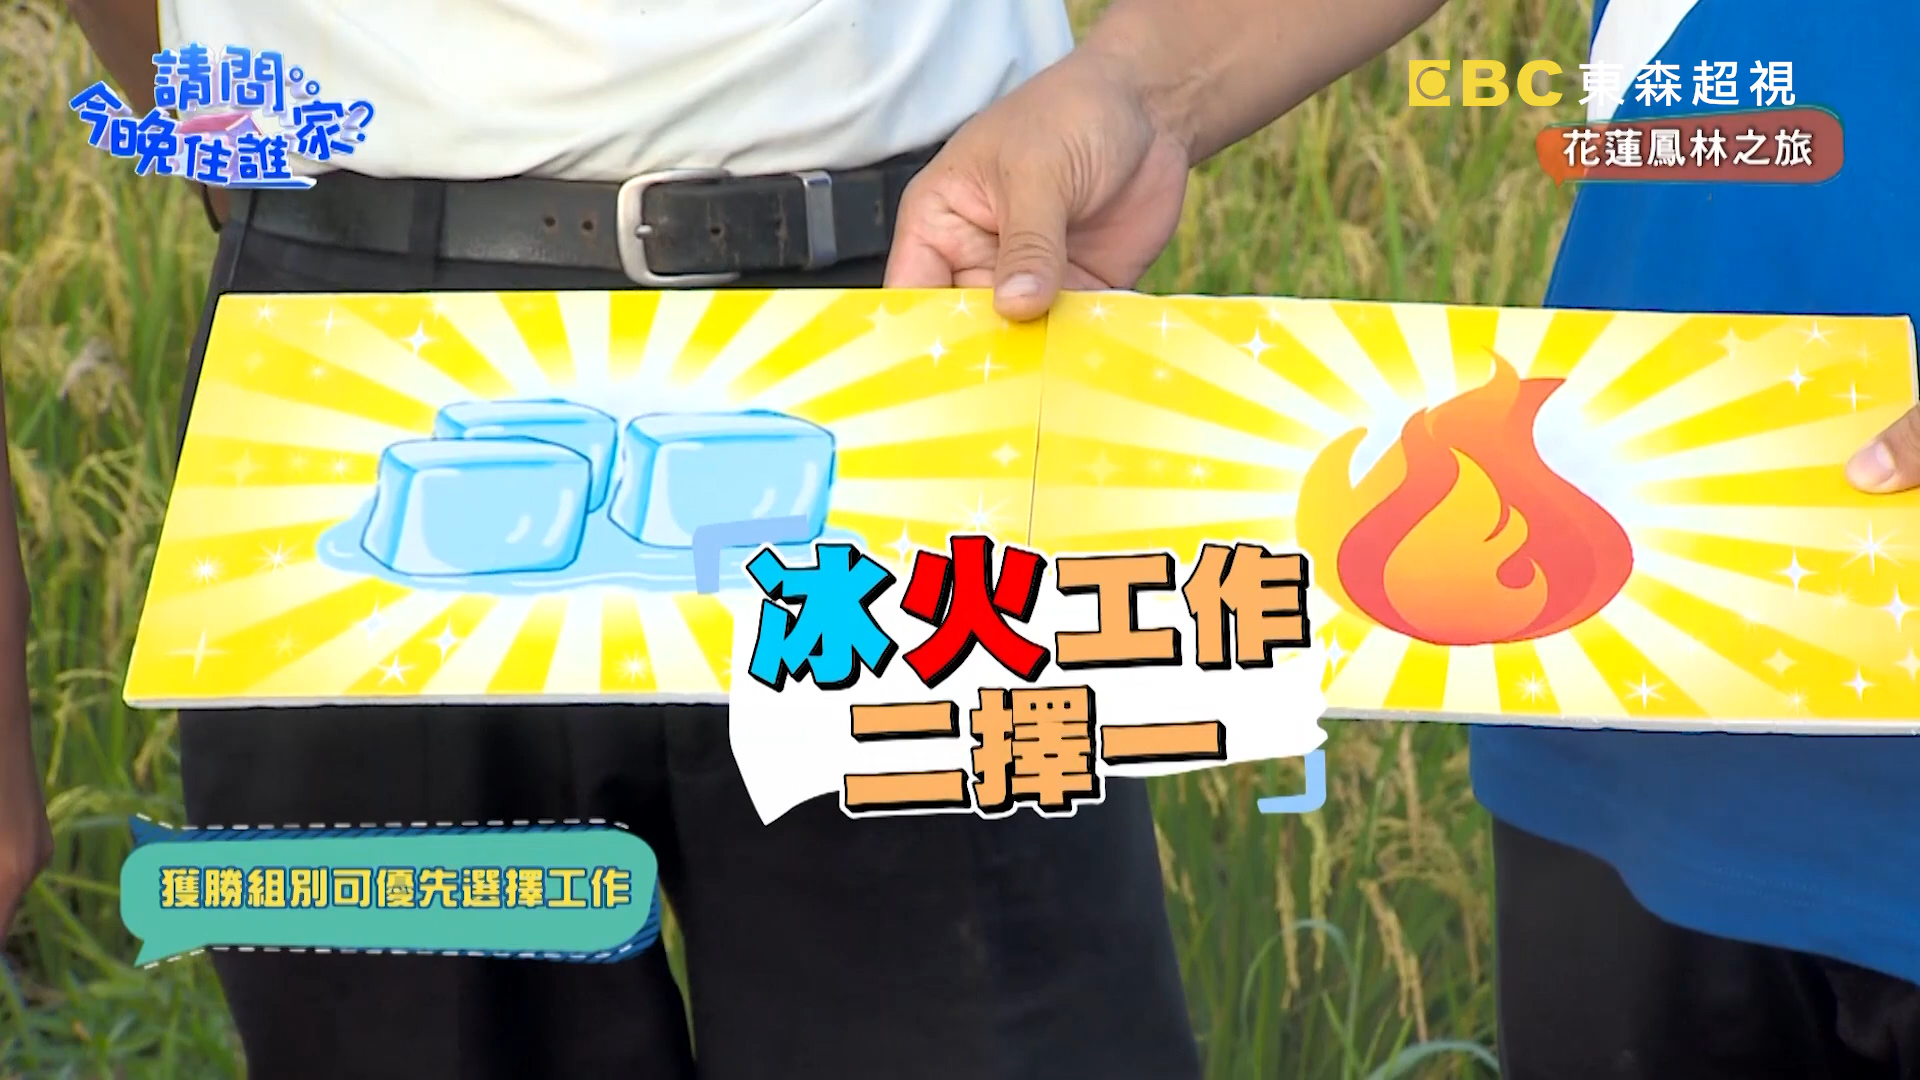 請問
今晚住誰家?
EBC 東森超視
花蓮鳳林之旅
冰火工作
二擇一
獲勝組別可優先選擇工作